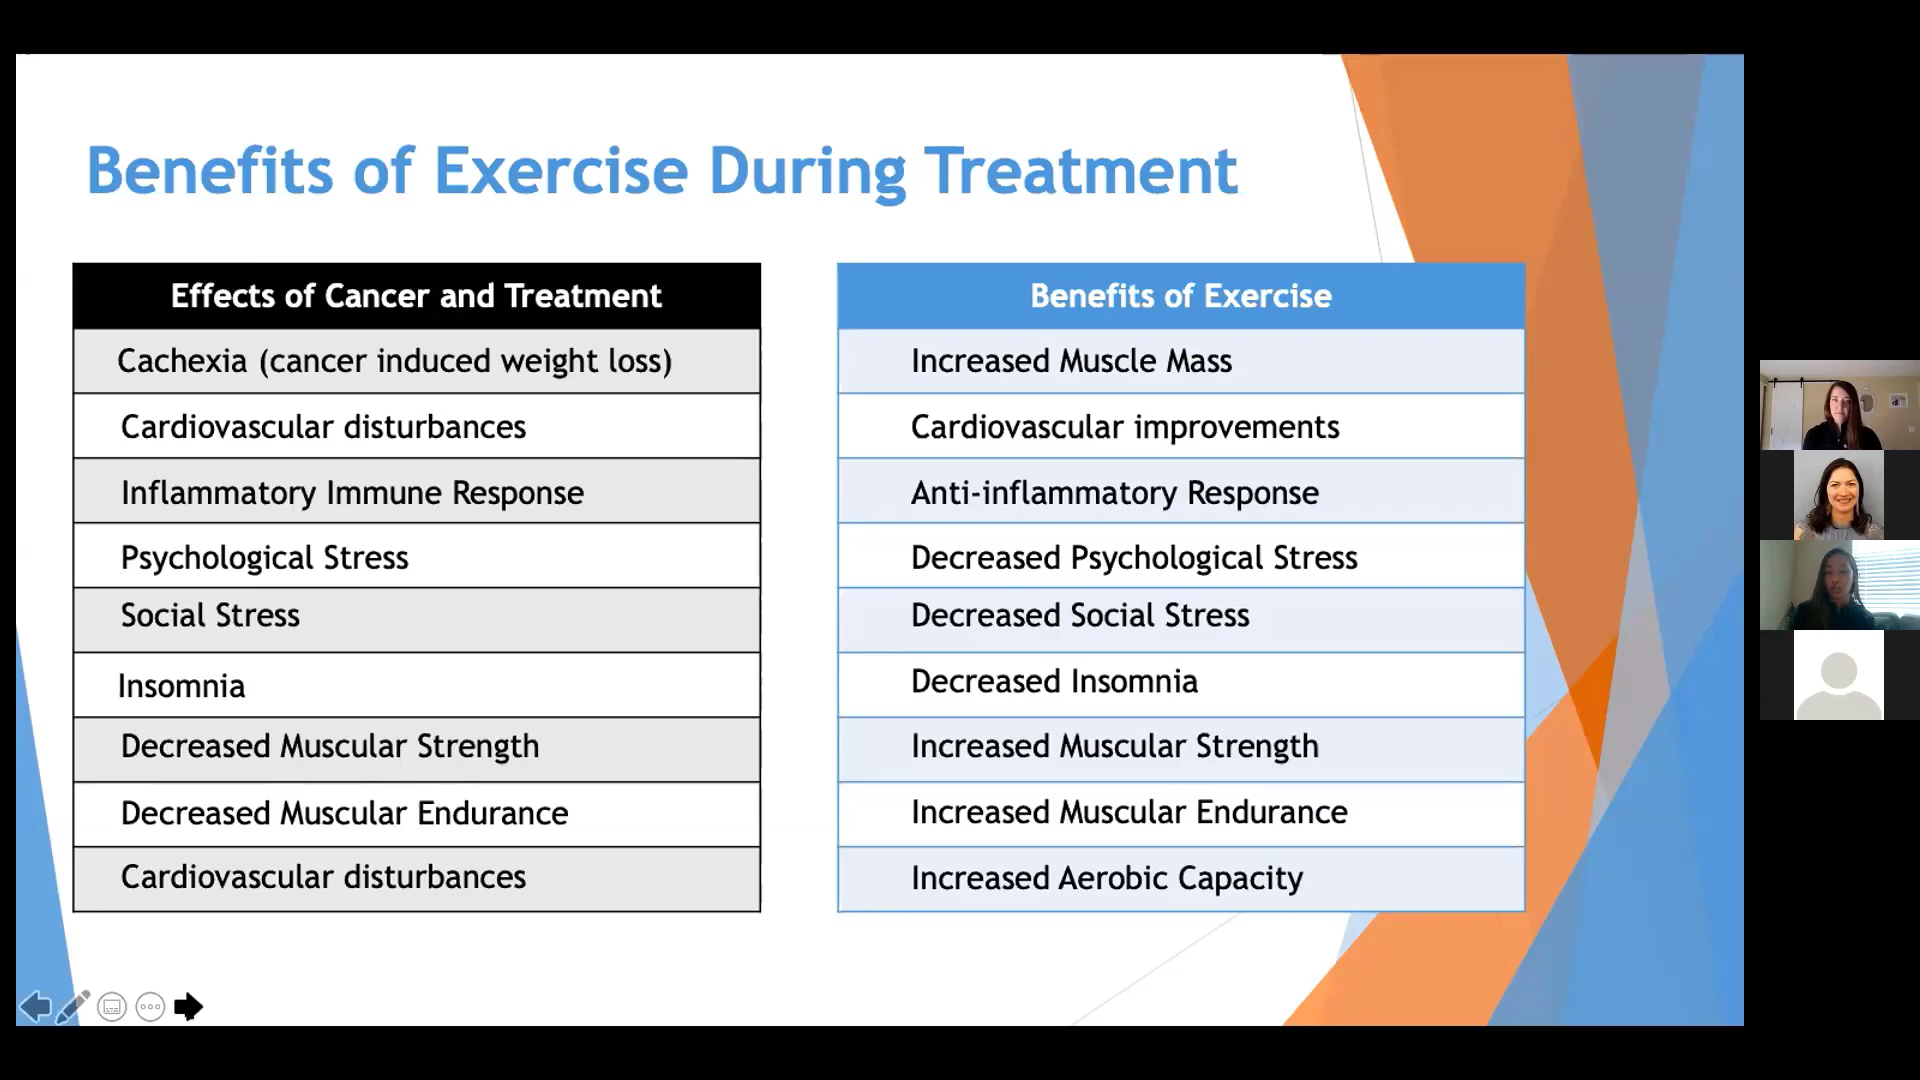 Benefits of Exercise During Treatment
Effects of Cancer and Treatment
Cachexia (cancer induced weight loss)
Cardiovascular disturbances
Inflammatory Immune Response
Psychological Stress
Social Stress
Insomnia
Decreased Muscular Strength
Decreased Muscular Endurance
Cardiovascular disturbances
Benefits of Exercise
Increased Muscle Mass
Cardiovascular improvements
Anti-inflammatory Response
Decreased Psychological Stress
Decreased Social Stress
Decreased Insomnia
Increased Muscular Strength
Increased Muscular Endurance
Increased Aerobic Capacity